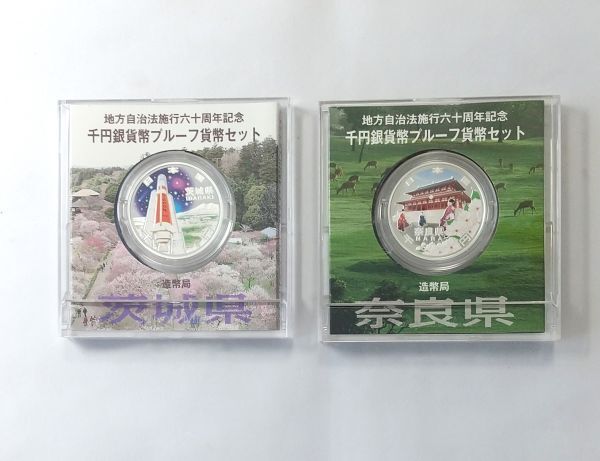 地方自治法施行六十周年記念
千円銀貨幣プルーフ貨幣セット
茨城県
IBARAKI
造幣局
茨城県
地方自治法施行六十周年記念
千円銀貨幣プルーフ貨幣セット
日本国
奈良県
NARA
造幣局
奈良県